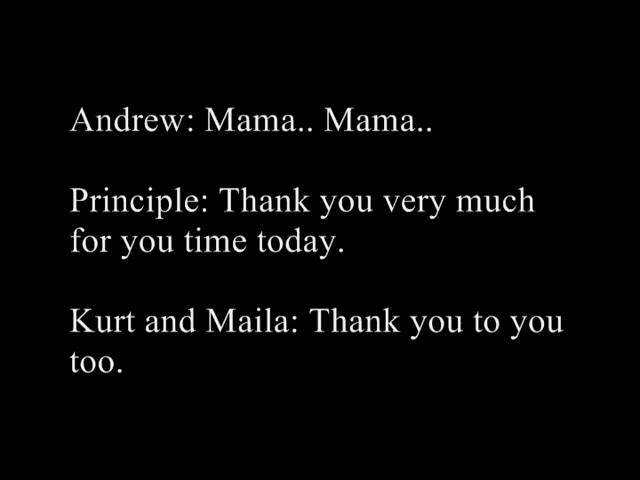 Andrew: Mama.. Mama..
Principle: Thank you very much
for you time today.
Kurt and Maila: Thank you to you
too.